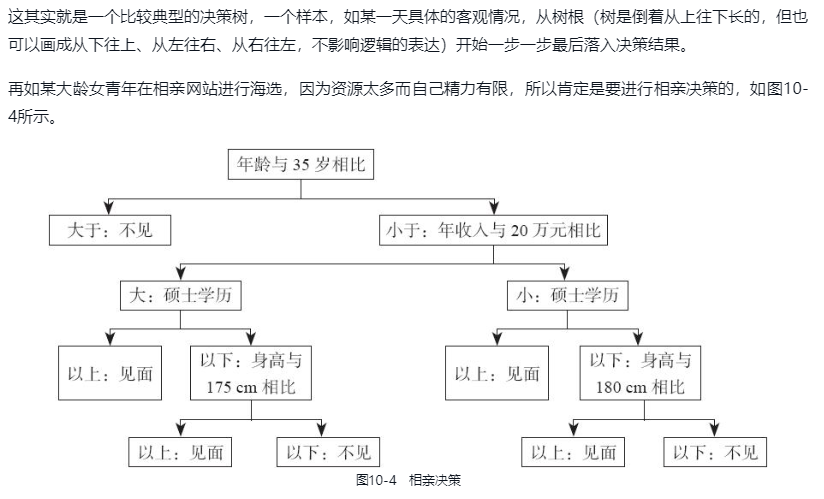 这其实就是一个比较典型的决策树，一个样本，如某一天具体的客观情况，从树根（树是倒着从上往下长的，但也
可以画成从下往上、从左往右、从右往左，不影响逻辑的表达）开始一步一步最后落入决策结果。
再如某大龄女青年在相亲网站进行海选，因为资源太多而自己精力有限，所以肯定是要进行相亲决策的，如图10-
4所示。
年龄与 35 岁相比
大于：不见
小于：年收入与 20 万元相比
大：硕士学历
小：硕士学历
以上：见面
以下：身高与
175 cm 相比
以上：见面
以下：身高与
180 cm 相比
以上：见面
以下：不见
以上：见面
以下：不见
图10-4 相亲决策